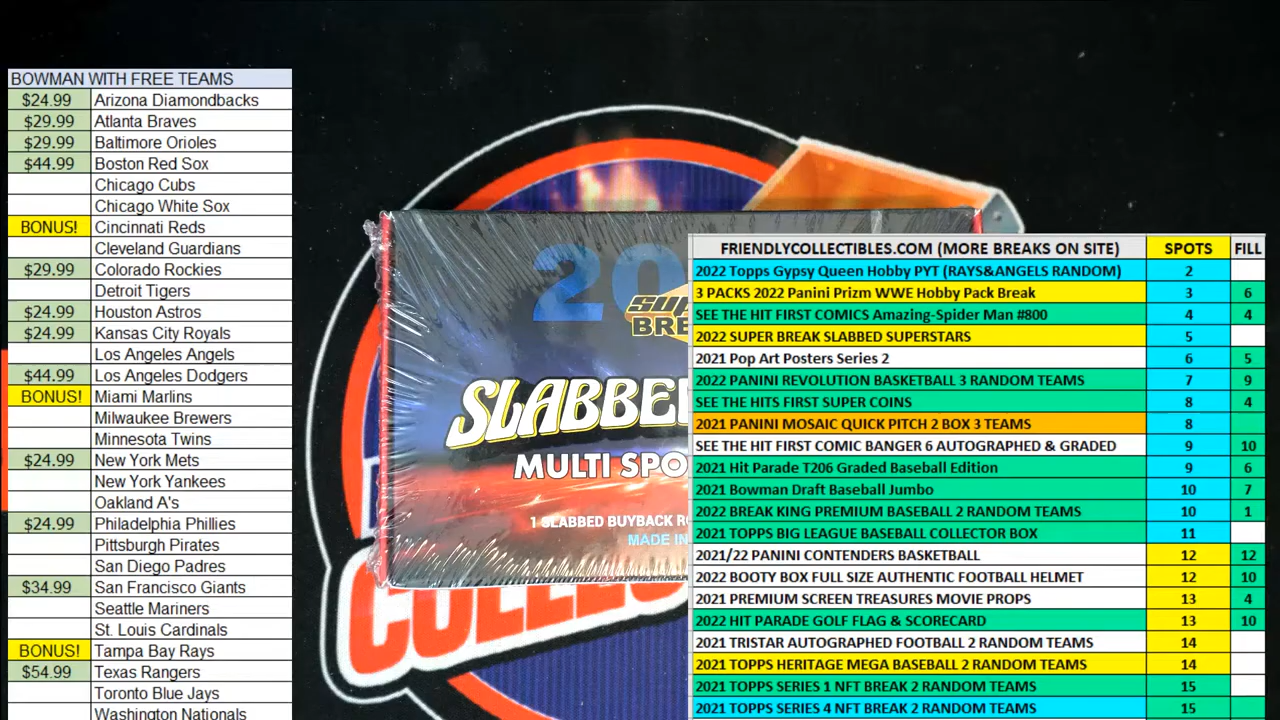 BOWMAN WITH FREE TEAMS
$24.99 Arizona Diamondbacks
$29.99 Atlanta Braves
$29.99 Baltimore Orioles
$44.99 Boston Red Sox
Chicago Cubs
Chicago White Sox
BONUS! Cincinnati Reds
Cleveland Guardians
$29.99 Colorado Rockies
Detroit Tigers
$24.99 Houston Astros
$24.99 Kansas City Royals
Los Angeles Angels
$44.99 Los Angeles Dodgers
BONUS! Miami Marlins
Milwaukee Brewers
Minnesota Twins
$24.99 New York Mets
New York Yankees
Oakland A's
$24.99 Philadelphia Phillies
Pittsburgh Pirates
San Diego Padres
$34.99 San Francisco Giants
Seattle Mariners
St. Louis Cardinals
BONUS! Tampa Bay Rays
$54.99 Texas Rangers
Toronto Blue Jays
Washington Nationals
20
SUP
BRE
SLABBE
MULTI SPO
1 SLABBED BUYBACK R
MADE IN
COLLEC
FRIENDLYCOLLECTIBLES.COM (MORE BREAKS ON SITE) SPOTS FILL
2022 Topps Gypsy Queen Hobby PYT (RAYS&ANGELS RANDOM) 2
3 PACKS 2022 Panini Prizm WWE Hobby Pack Break 3 6
SEE THE HIT FIRST COMICS Amazing-Spider Man #800 4 4
2022 SUPER BREAK SLABBED SUPERSTARS 5
2021 Pop Art Posters Series 2 6 5
2022 PANINI REVOLUTION BASKETBALL 3 RANDOM TEAMS 7 9
SEE THE HITS FIRST SUPER COINS 8 4
2021 PANINI MOSAIC QUICK PITCH 2 BOX 3 TEAMS 8
SEE THE HIT FIRST COMIC BANGER 6 AUTOGRAPHED & GRADED 9 10
2021 Hit Parade T206 Graded Baseball Edition 9 6
2021 Bowman Draft Baseball Jumbo 10 7
2022 BREAK KING PREMIUM BASEBALL 2 RANDOM TEAMS 10 1
2021 TOPPS BIG LEAGUE BASEBALL COLLECTOR BOX 11
2021/22 PANINI CONTENDERS BASKETBALL 12 12
2022 BOOTY BOX FULL SIZE AUTHENTIC FOOTBALL HELMET 12 10
2021 PREMIUM SCREEN TREASURES MOVIE PROPS 13 4
2022 HIT PARADE GOLF FLAG & SCORECARD 13 10
2021 TRISTAR AUTOGRAPHED FOOTBALL 2 RANDOM TEAMS 14
2021 TOPPS HERITAGE MEGA BASEBALL 2 RANDOM TEAMS 14
2021 TOPPS SERIES 1 NFT BREAK 2 RANDOM TEAMS 15
2021 TOPPS SERIES 4 NFT BREAK 2 RANDOM TEAMS 15